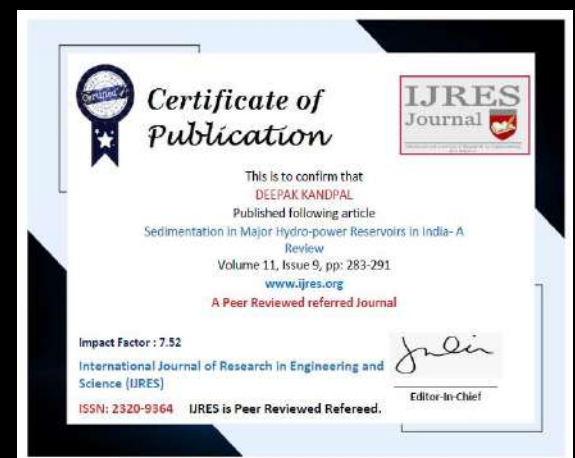 Certified
Certificate of
Publication
IJRES
Journal
This is to confirm that
DEEPAK KANDPAL
Published following article
Sedimentation in Major Hydro-power Reservoirs in India- A
Review
Volume 11, Issue 9, pp: 283-291
www.ijres.org
A Peer Reviewed referred Journal
Impact Factor : 7.52
International Journal of Research in Engineering and
Science (IJRES)
ISSN: 2320-9364 IJRES is Peer Reviewed Refereed.
Editor-In-Chief